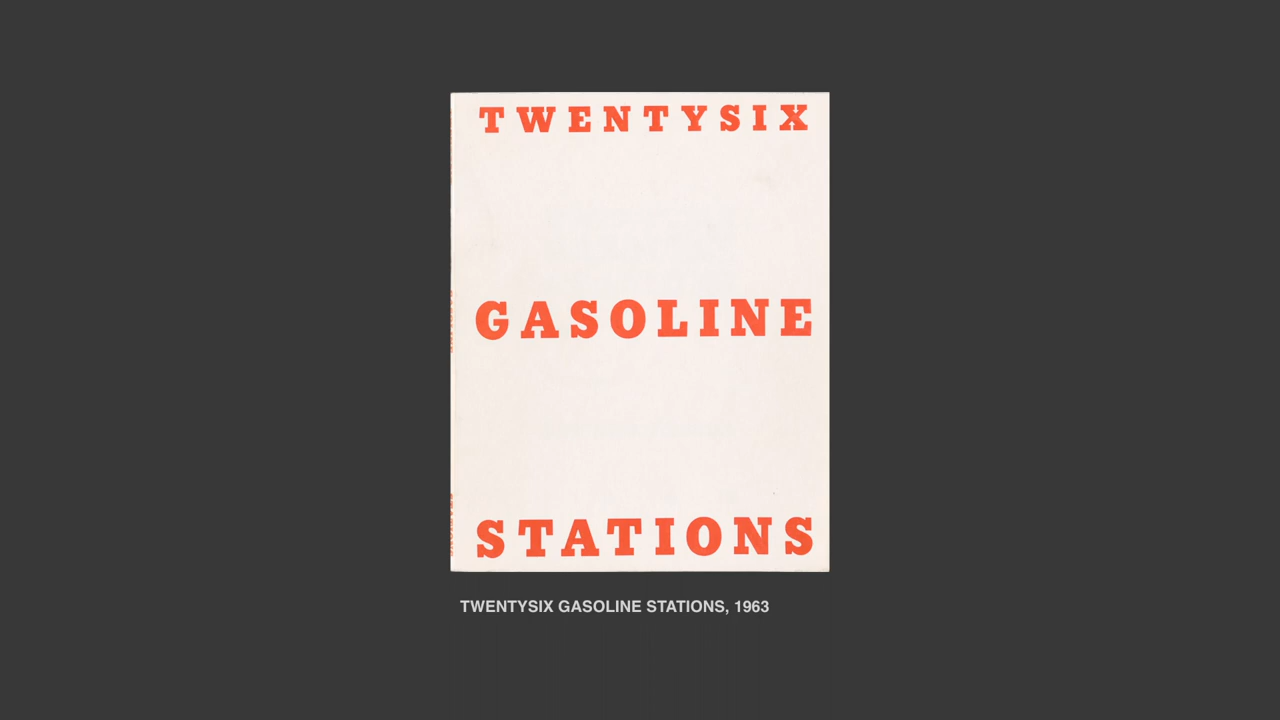 TWENTYSIX
GASOLINE
STATIONS
TWENTYSIX GASOLINE STATIONS, 1963